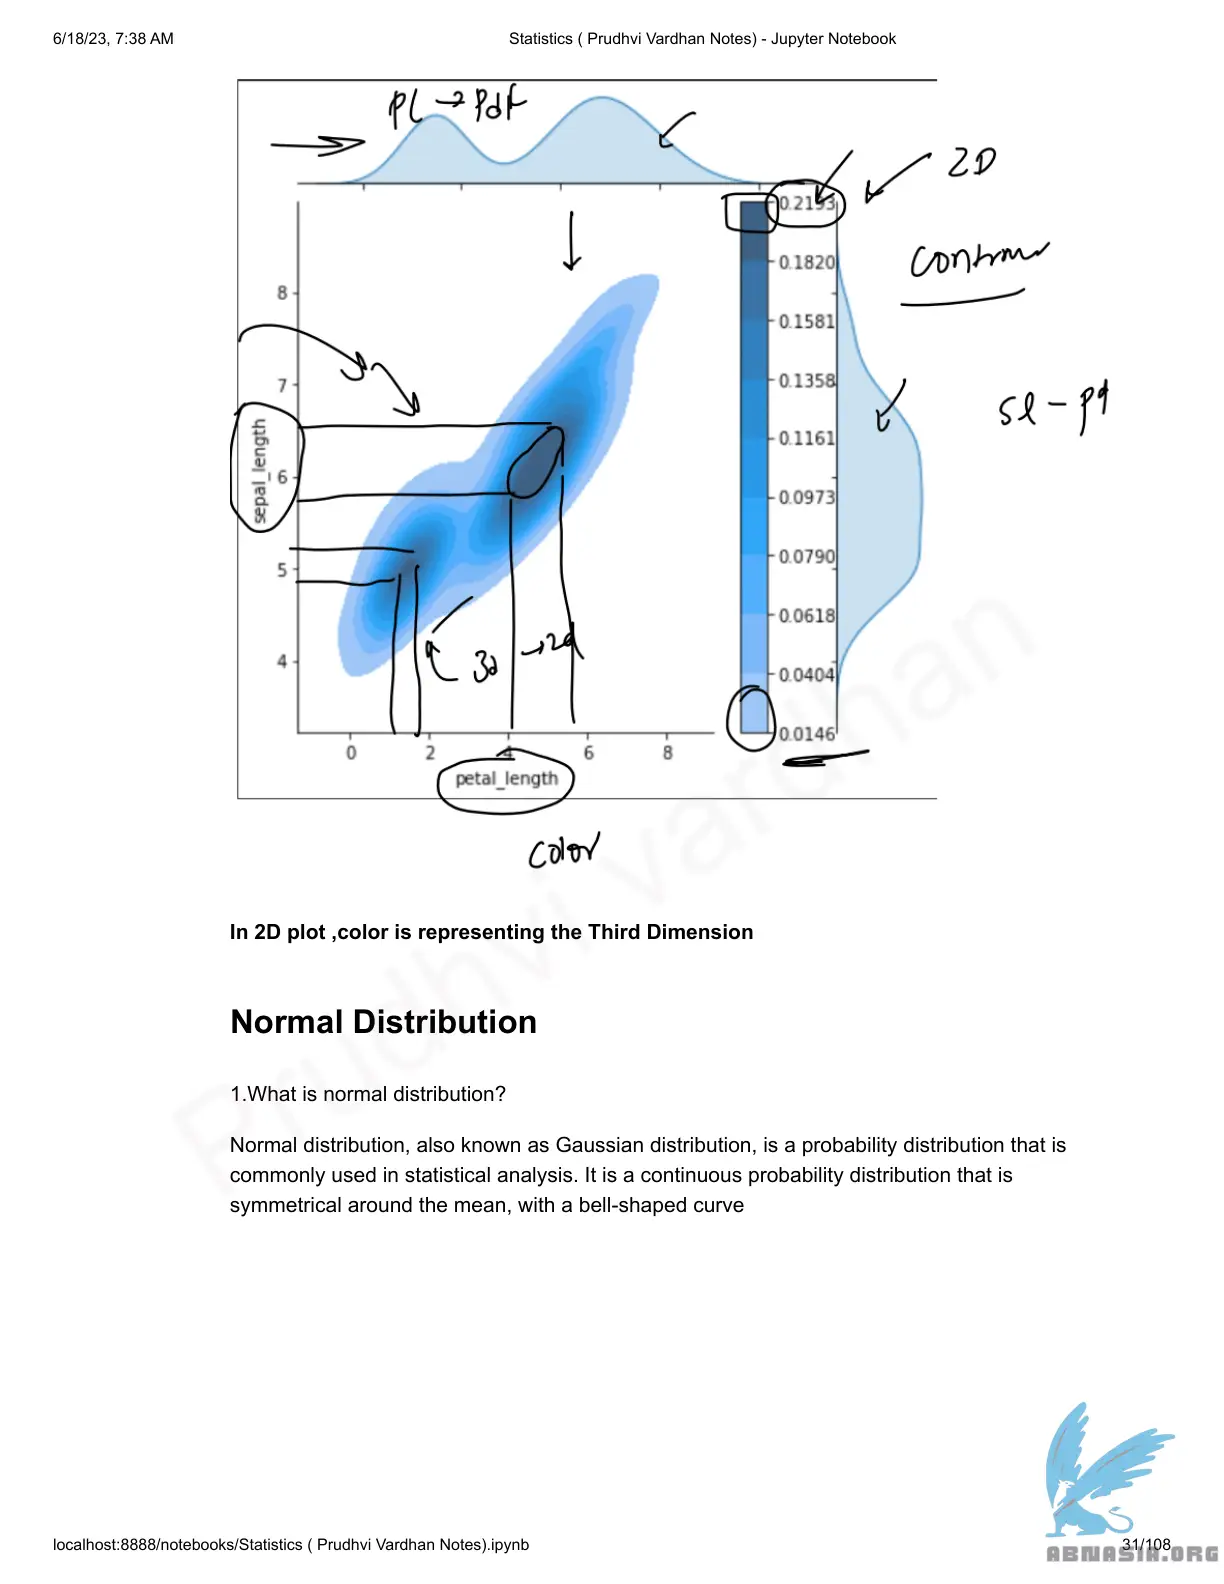 6/18/23, 7:38 AM
Statistics ( Prudhvi Vardhan Notes) - Jupyter Notebook
PL → Pdf
2D
0.2193
0.1820
0.1581
0.1358
0.1161
0.0973
0.0790
0.0618
0.0404
0.0146
sl - pd
8
7
6
5
4
sepal_length
3d → 2d
0 2 4 6 8
petal_length
color
In 2D plot ,color is representing the Third Dimension
Normal Distribution
1.What is normal distribution?
Normal distribution, also known as Gaussian distribution, is a probability distribution that is
commonly used in statistical analysis. It is a continuous probability distribution that is
symmetrical around the mean, with a bell-shaped curve
Prudhvi Vardhan
localhost:8888/notebooks/Statistics ( Prudhvi Vardhan Notes).ipynb
31/108
ABNASIA.ORG